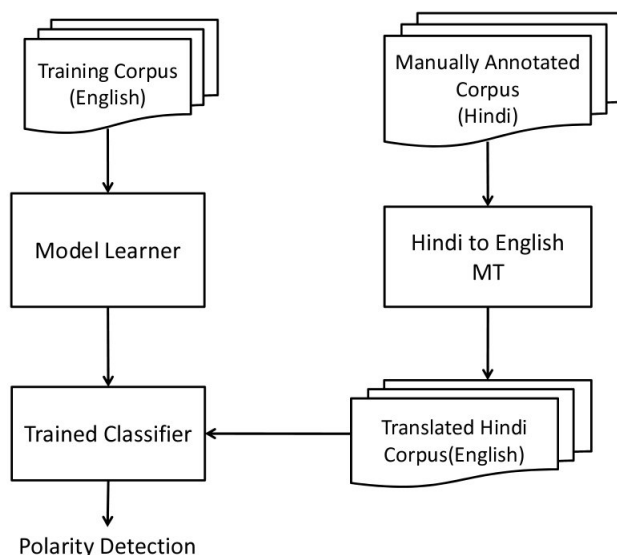 Training Corpus
(English)
Manually Annotated
Corpus
(Hindi)
Model Learner
Hindi to English
MT
Trained Classifier
Translated Hindi
Corpus(English)
Polarity Detection